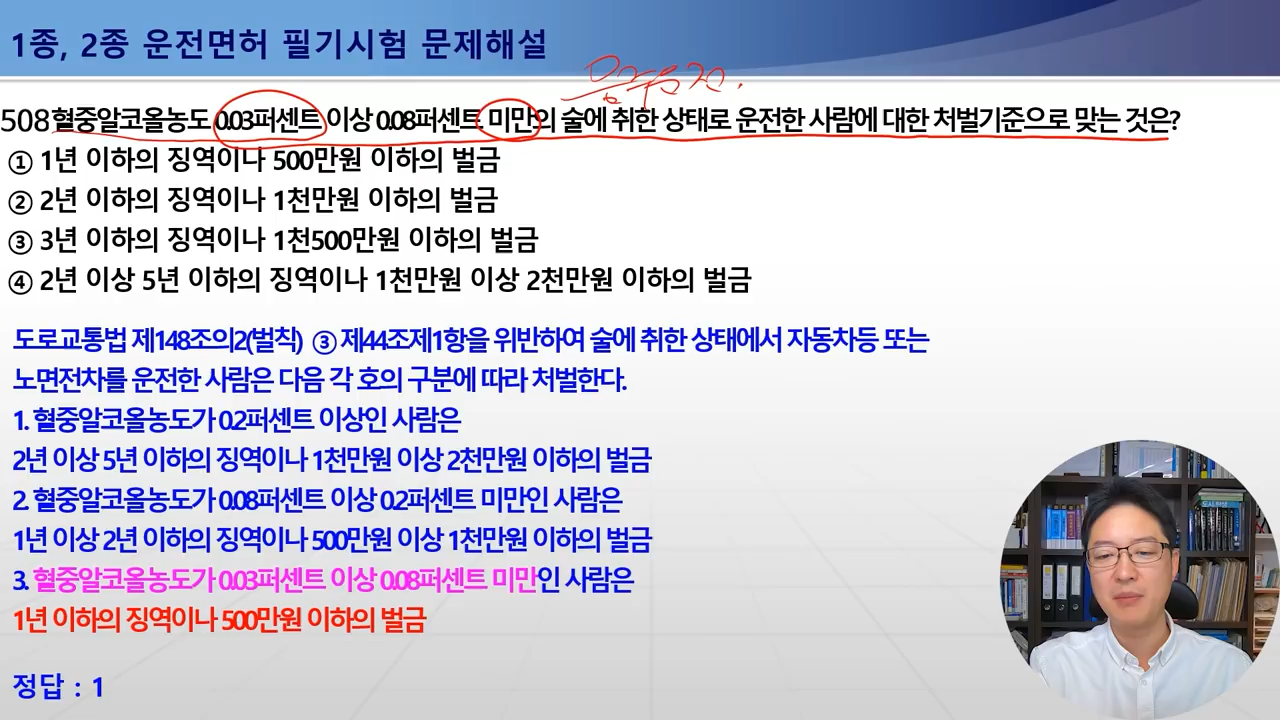 1종, 2종 운전면허 필기시험 문제해설
음주운전.
508혈중알코올농도 0.03퍼센트 이상 0.08퍼센트 미만의 술에 취한 상태로 운전한 사람에 대한 처벌기준으로 맞는 것은?
① 1년 이하의 징역이나 500만원 이하의 벌금
② 2년 이하의 징역이나 1천만원 이하의 벌금
③ 3년 이하의 징역이나 1천500만원 이하의 벌금
④ 2년 이상 5년 이하의 징역이나 1천만원 이상 2천만원 이하의 벌금
도로교통법 제148조의2(벌칙) ③ 제44조제1항을 위반하여 술에 취한 상태에서 자동차등 또는
노면전차를 운전한 사람은 다음 각 호의 구분에 따라 처벌한다.
1. 혈중알코올농도가 0.2퍼센트 이상인 사람은
2년 이상 5년 이하의 징역이나 1천만원 이상 2천만원 이하의 벌금
2. 혈중알코올농도가 0.08퍼센트 이상 0.2퍼센트 미만인 사람은
1년 이상 2년 이하의 징역이나 500만원 이상 1천만원 이하의 벌금
3. 혈중알코올농도가 0.03퍼센트 이상 0.08퍼센트 미만인 사람은
1년 이하의 징역이나 500만원 이하의 벌금
정답 : 1